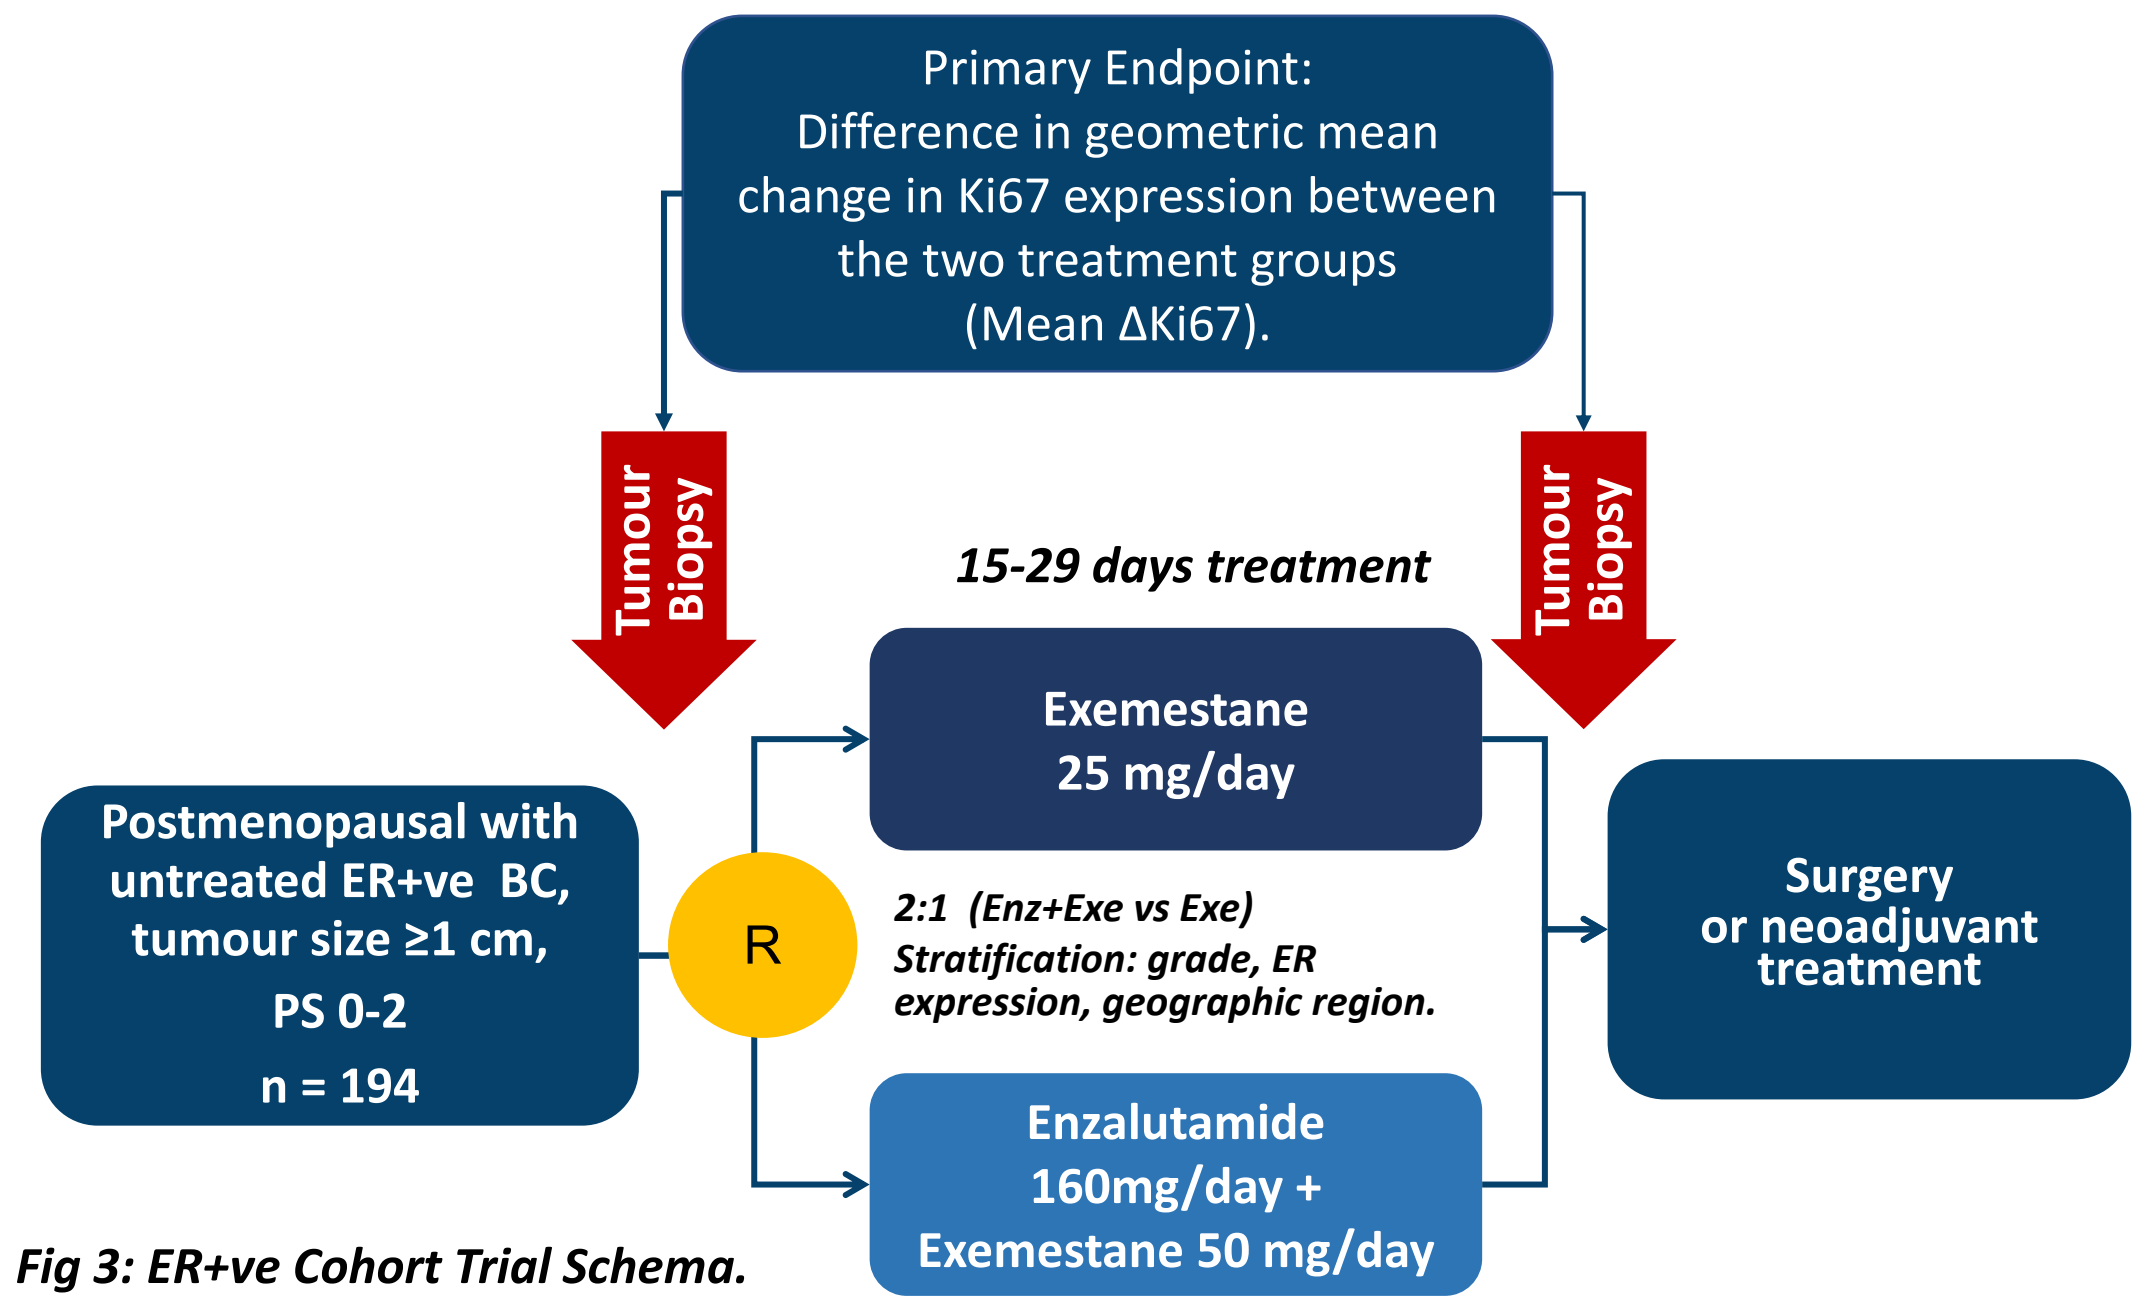 Primary Endpoint:
Difference in geometric mean
change in Ki67 expression between
the two treatment groups
(Mean ΔKi67).
Tumour
Biopsy
Tumour
Biopsy
15-29 days treatment
Exemestane
25 mg/day
Postmenopausal with
untreated ER+ve  BC,
tumour size ≥1 cm,
PS 0-2
n = 194
R
2:1  (Enz+Exe vs Exe)
Stratification: grade, ER
expression, geographic region.
Surgery
or neoadjuvant
treatment
Enzalutamide
160mg/day +
Exemestane 50 mg/day
Fig 3: ER+ve Cohort Trial Schema.